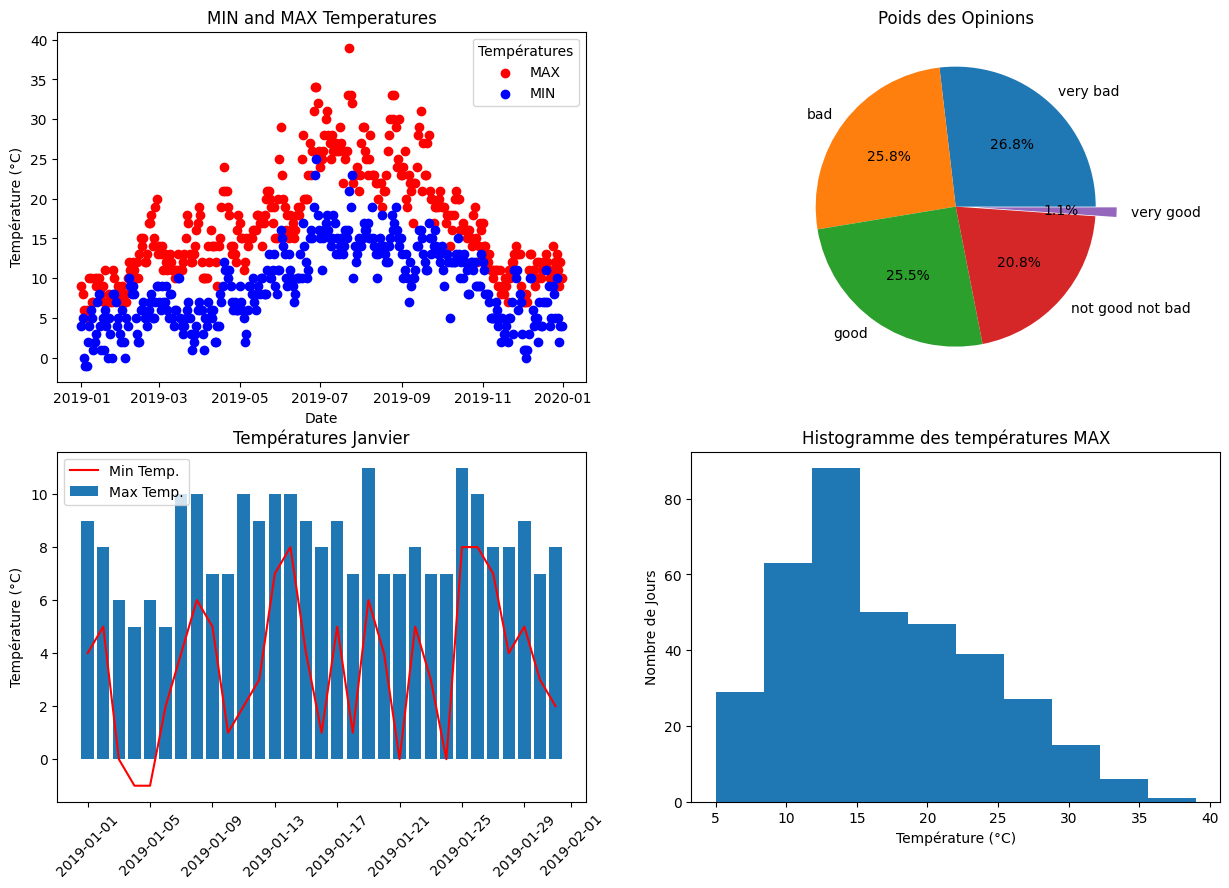 MIN and MAX Temperatures
Température (°C)
40
35
30
25
20
15
10
5
0
Températures
MAX
MIN
2019-01 2019-03 2019-05 2019-07 2019-09 2019-11 2020-01
Date
Poids des Opinions
very bad
bad
26.8%
25.8%
1.1%
very good
25.5%
20.8%
not good not bad
good
Températures Janvier
Température (°C)
Min Temp.
Max Temp.
10
8
6
4
2
0
2019-01-01 2019-01-05 2019-01-09 2019-01-13 2019-01-17 2019-01-21 2019-01-25 2019-01-29 2019-02-01
Histogramme des températures MAX
Nombre de Jours
80
60
40
20
0
5 10 15 20 25 30 35 40
Température (°C)